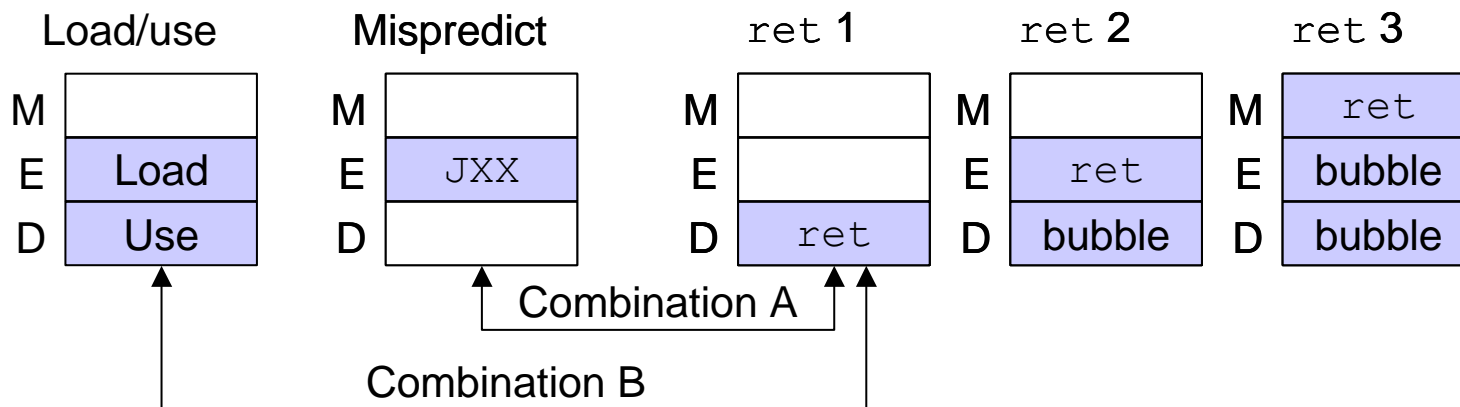 Load/use Mispredict ret 1 ret 2 ret 3
M M M M M ret
E Load E JXX E E ret E bubble
D Use D D ret D bubble D bubble
Combination A
Combination B